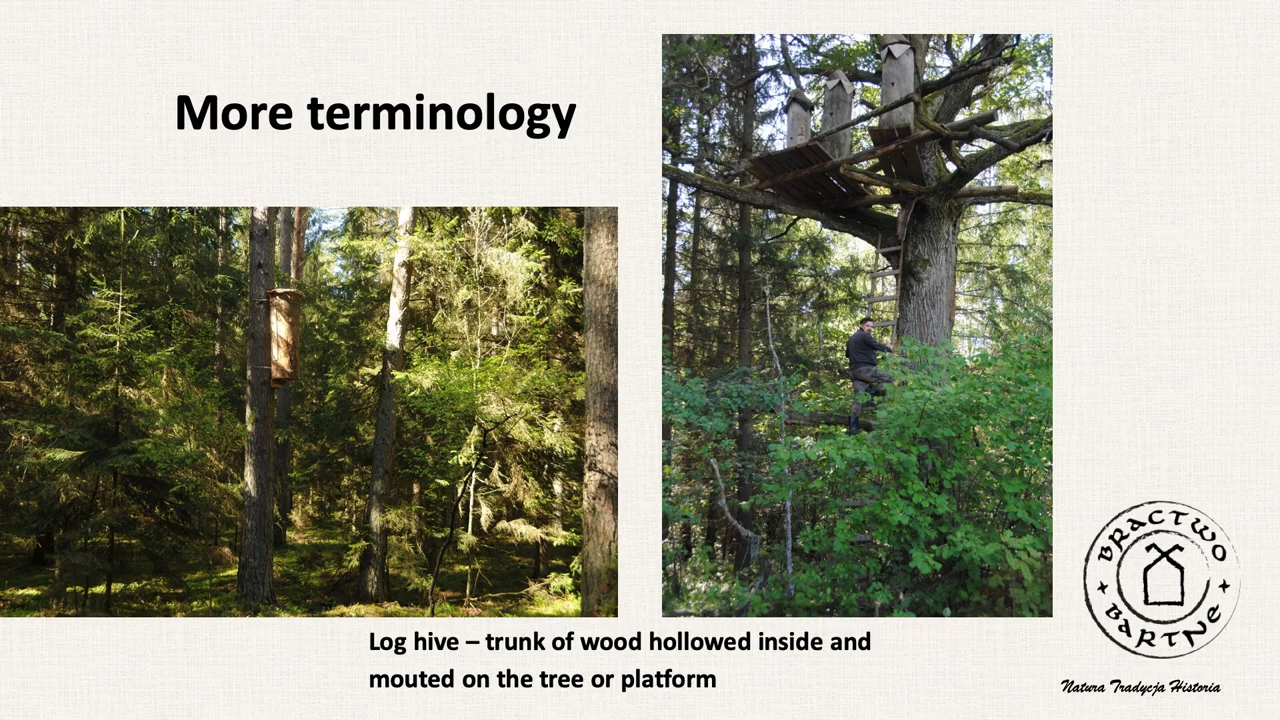 More terminology
Log hive – trunk of wood hollowed inside and
mouted on the tree or platform
BRACTWO
BARTNE
Natura Tradycja Historia